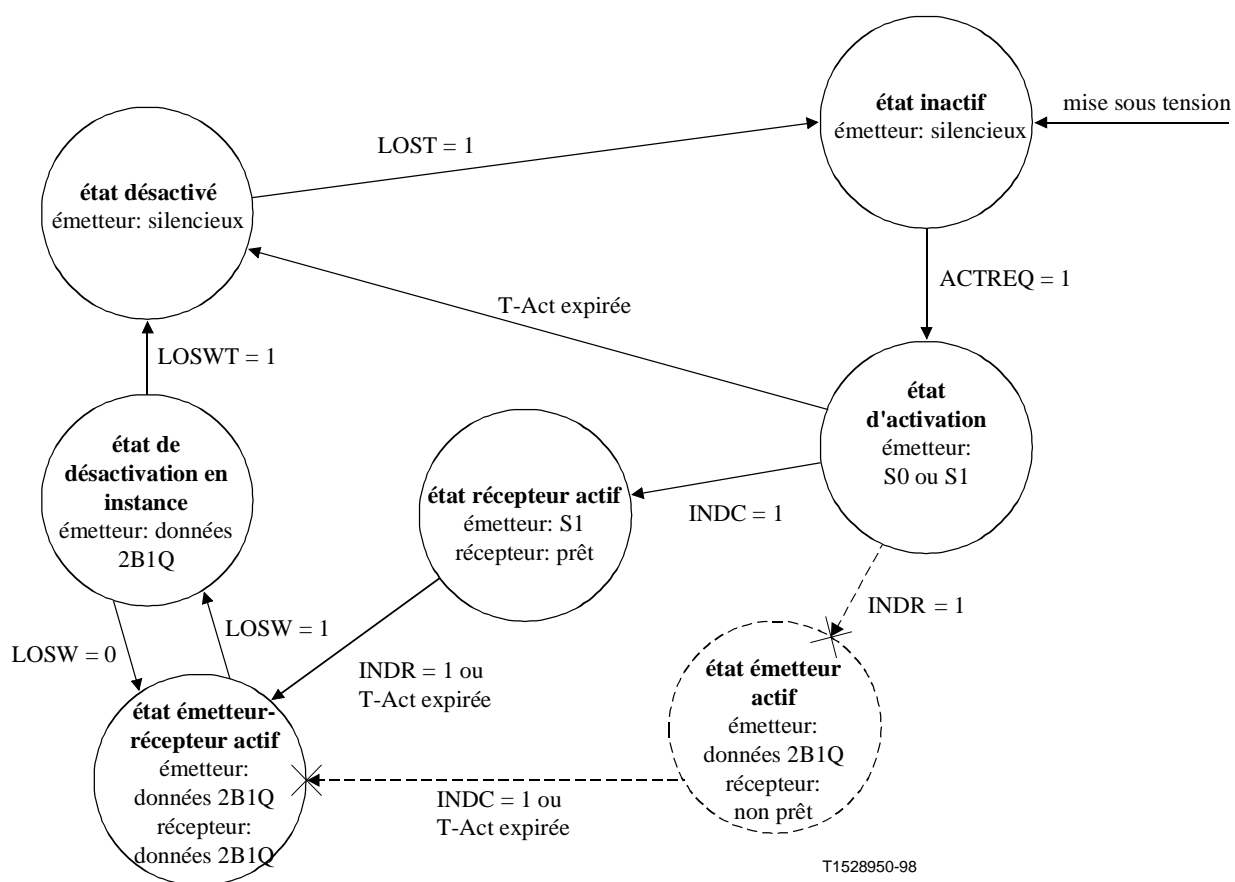 état inactif
émetteur: silencieux
mise sous tension
LOST = 1
état désactivé
émetteur: silencieux
ACTREQ = 1
T-Act expirée
LOSWT = 1
état
d'activation
émetteur:
S0 ou S1
état de
désactivation en
instance
émetteur: données
2B1Q
état récepteur actif
émetteur: S1
récepteur: prêt
INDC = 1
INDR = 1
LOSW = 1
LOSW = 0
INDR = 1 ou
T-Act expirée
état émetteur
actif
émetteur:
données 2B1Q
récepteur:
non prêt
état émetteur-
récepteur actif
émetteur:
données 2B1Q
récepteur:
données 2B1Q
INDC = 1 ou
T-Act expirée
T1528950-98